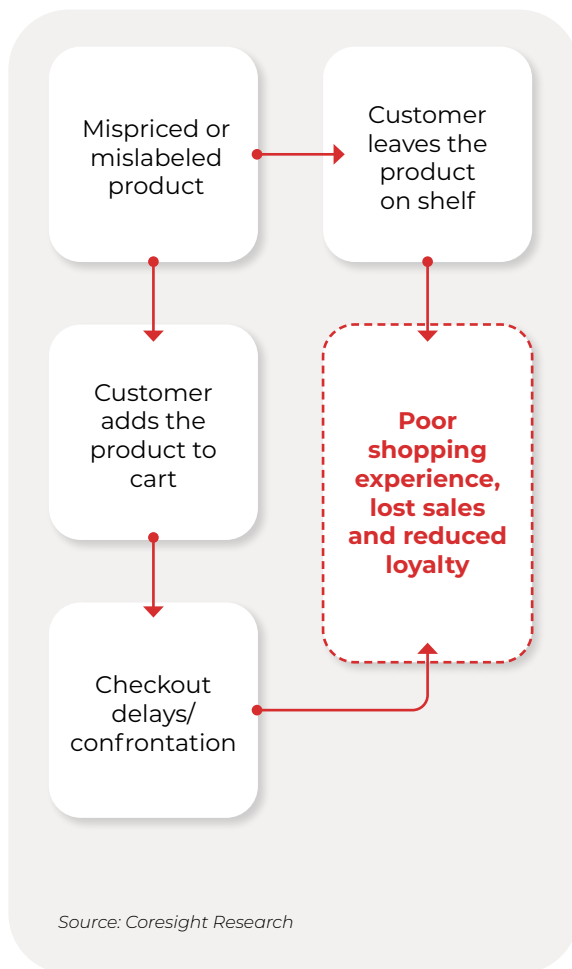 Mispriced or
mislabeled
product
Customer
leaves the
product
on shelf
Customer
adds the
product to
cart
Poor
shopping
experience,
lost sales
and reduced
loyalty
Checkout
delays/
confrontation
Source: Coresight Research